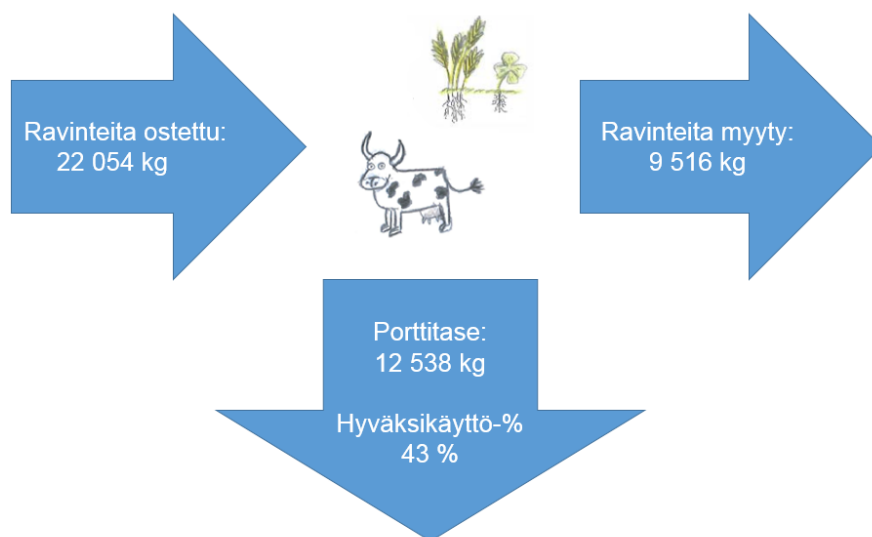 Ravinteita ostettu:
22 054 kg
Ravinteita myyty:
9 516 kg
Porttitase:
12 538 kg
Hyväksikäyttö-%
43 %